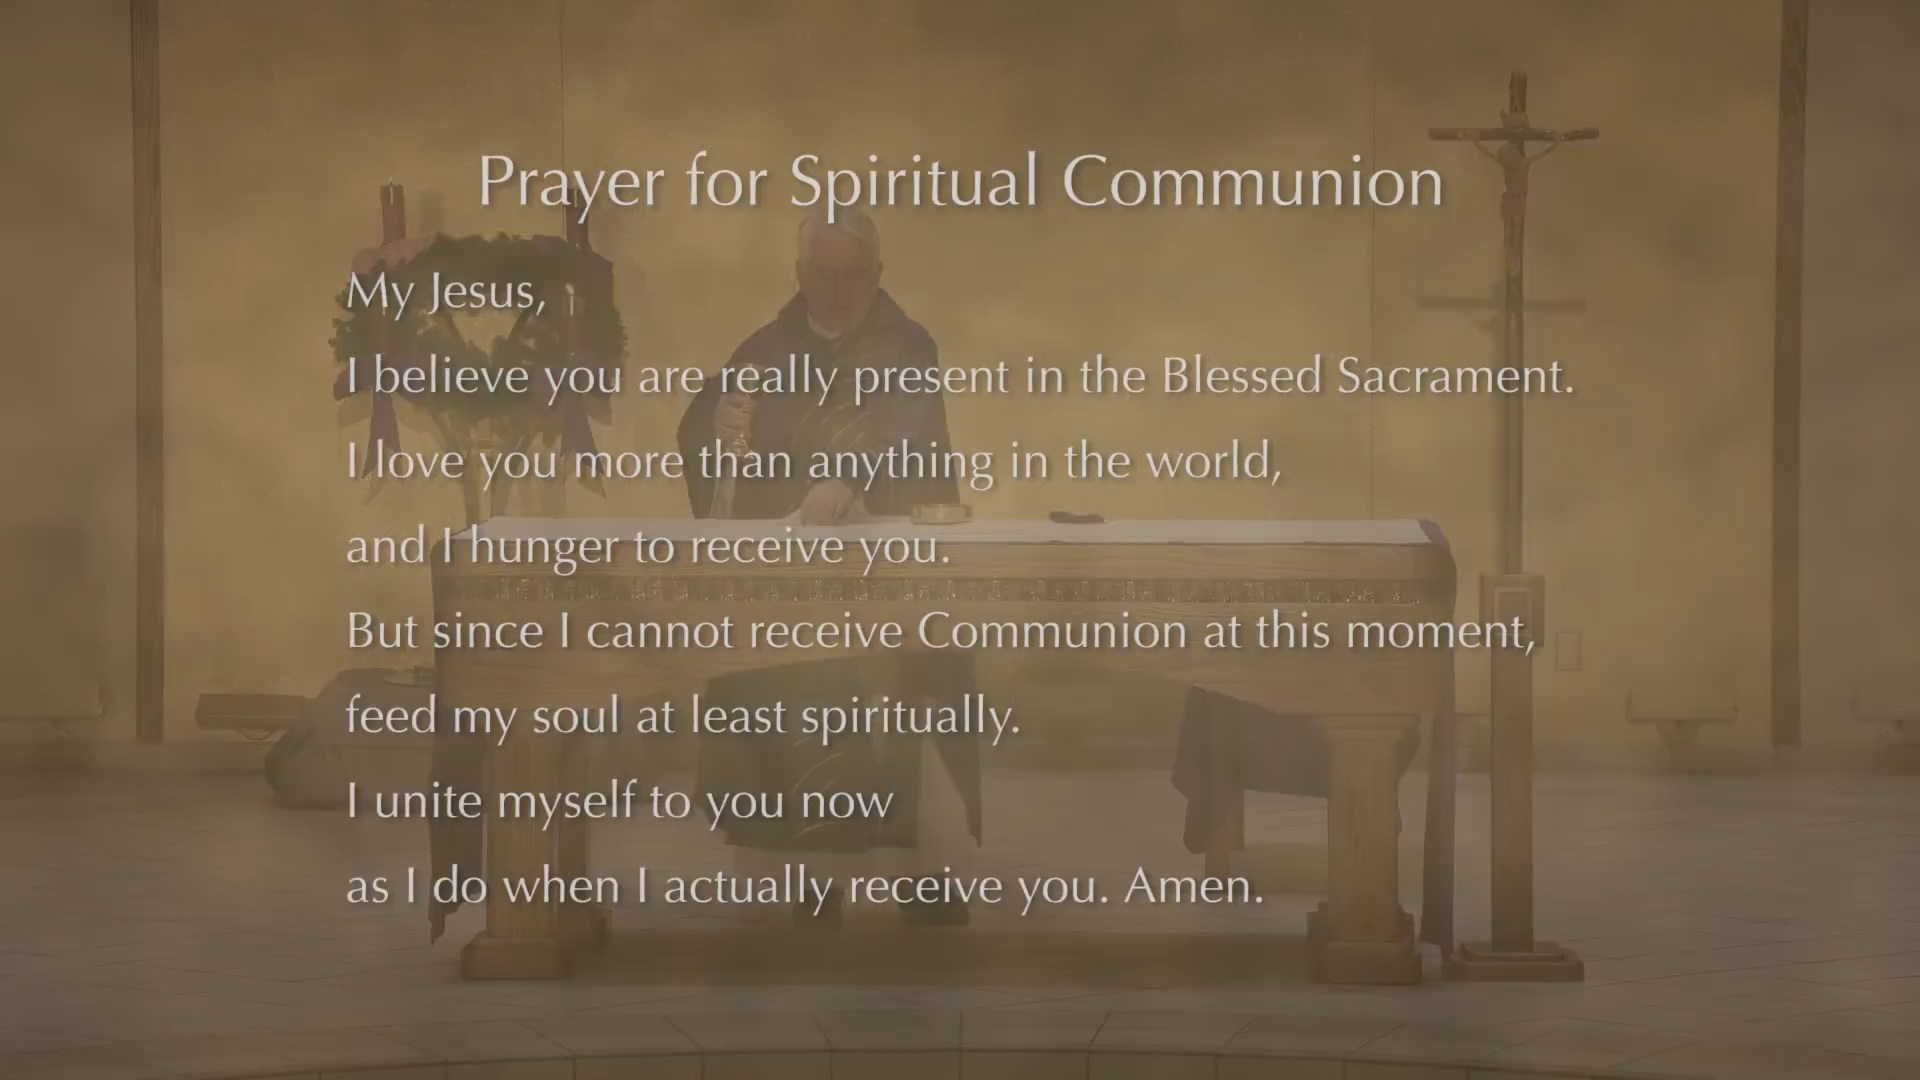 Prayer for Spiritual Communion
My Jesus,
I believe you are really present in the Blessed Sacrament.
I love you more than anything in the world,
and I hunger to receive you.
But since I cannot receive Communion at this moment,
feed my soul at least spiritually.
I unite myself to you now
as I do when I actually receive you. Amen.